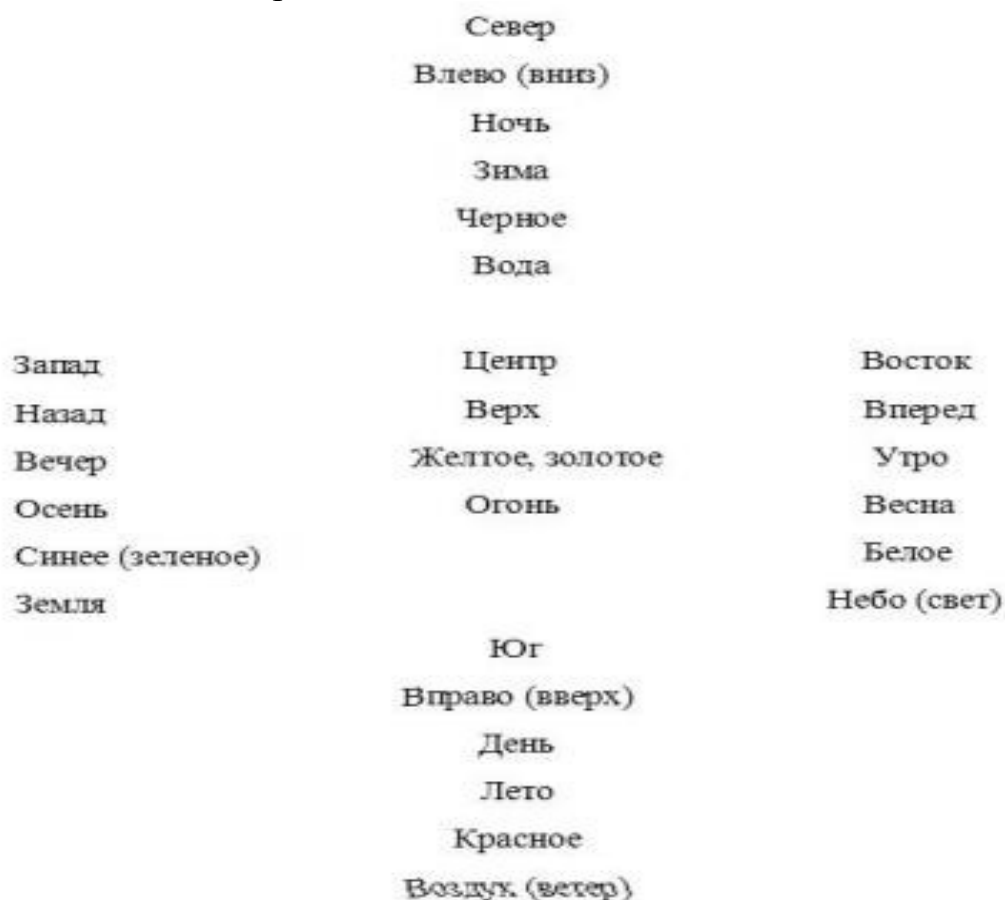 Север
Влево (вниз)
Ночь
Зима
Черное
Вода
Запад Центр Восток
Назад Верх Вперед
Вечер Желтое, золотое Утро
Осень Огонь Весна
Синее (зеленое) Белое
Земля Небо (свет)
Юг
Вправо (вверх)
День
Лето
Красное
Воздух (ветер)